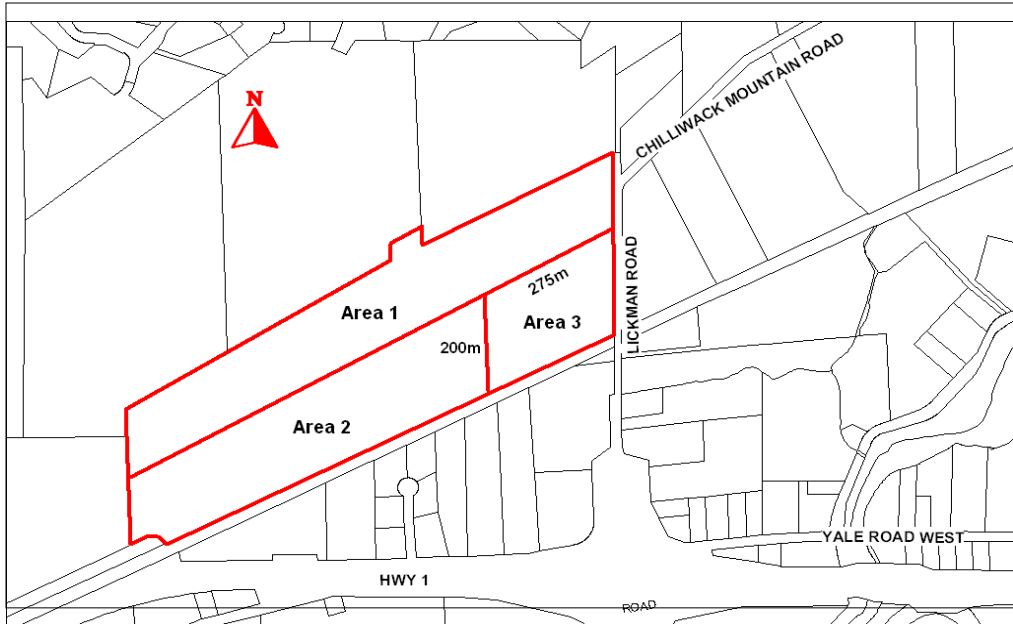 N
CHILLIWACK MOUNTAIN ROAD
LICKMAN ROAD
275m
Area 1
Area 3
200m
Area 2
YALE ROAD WEST
HWY 1
ROAD